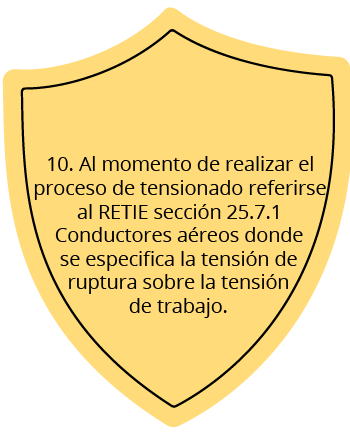 10. Al momento de realizar el
proceso de tensionado referirse
al RETIE sección 25.7.1
Conductores aéreos donde
se especifica la tensión de
ruptura sobre la tensión
de trabajo.